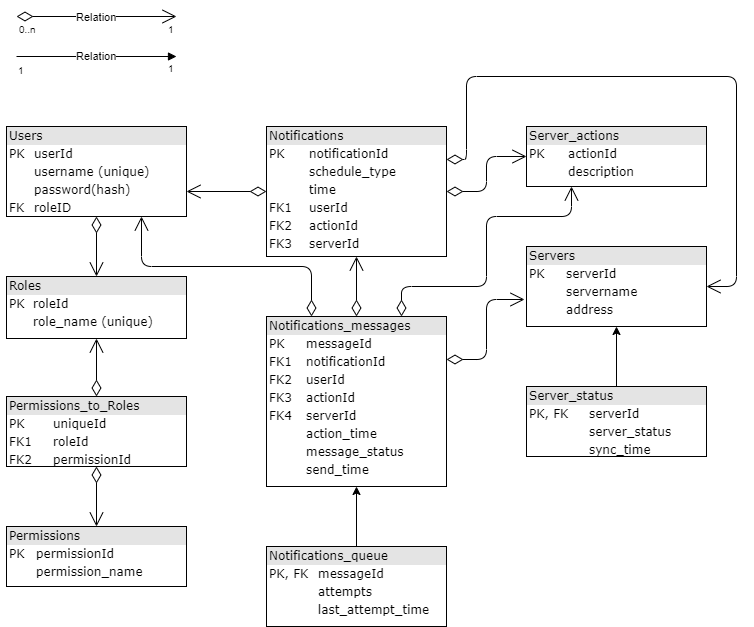 Relation
0..n 1
Relation
1 1
Users
PK userId
username (unique)
password(hash)
FK roleID
Notifications
PK notificationId
schedule_type
time
FK1 userId
FK2 actionId
FK3 serverId
Server_actions
PK actionId
description
Servers
PK serverId
servername
address
Roles
PK roleId
role_name (unique)
Notifications_messages
PK messageId
FK1 notificationId
FK2 userId
FK3 actionId
FK4 serverId
action_time
message_status
send_time
Server_status
PK, FK serverId
server_status
sync_time
Permissions_to_Roles
PK uniqueId
FK1 roleId
FK2 permissionId
Permissions
PK permissionId
permission_name
Notifications_queue
PK, FK messageId
attempts
last_attempt_time